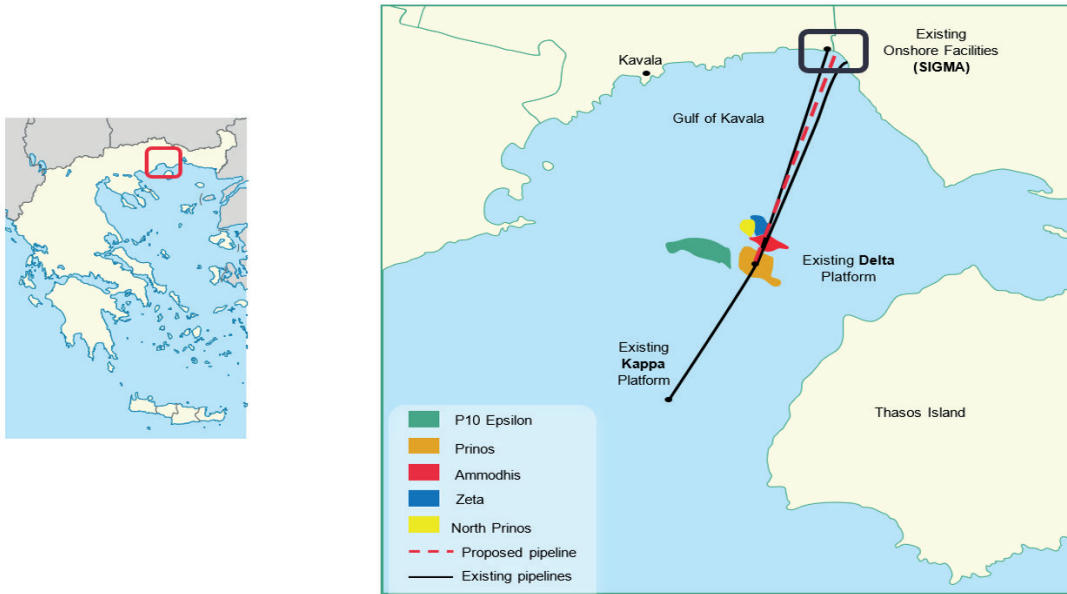 Existing
Onshore Facilities
(SIGMA)
Kavala
Gulf of Kavala
Existing Delta
Platform
Existing
Kappa
Platform
Thasos Island
P10 Epsilon
Prinos
Ammodhis
Zeta
North Prinos
Proposed pipeline
Existing pipelines